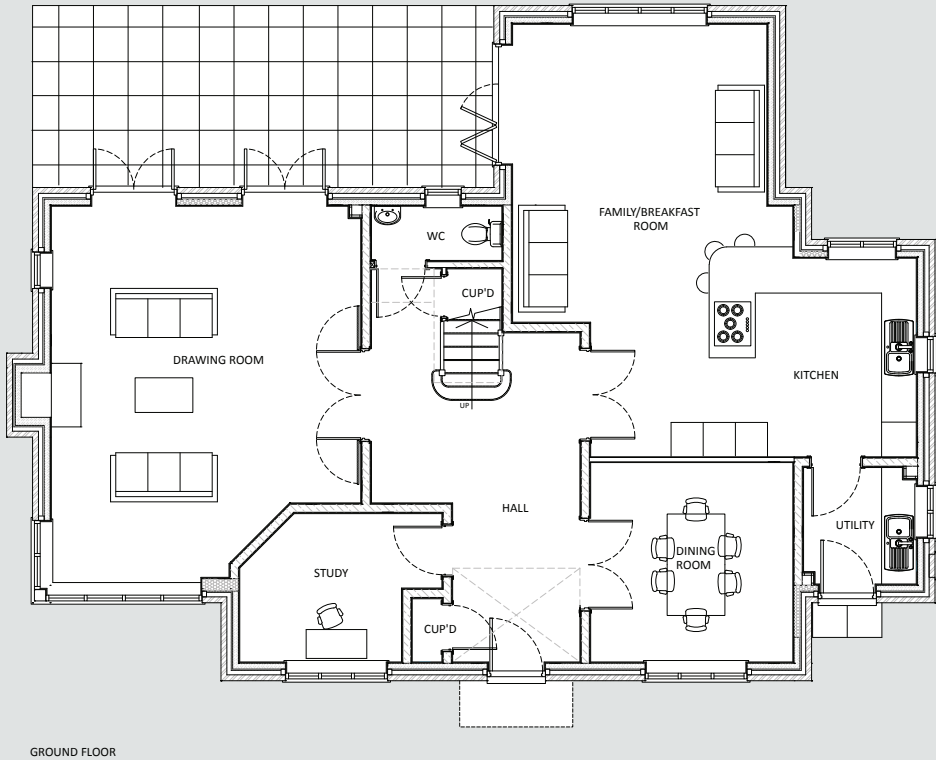 FAMILY/BREAKFAST
ROOM
WC
CUP'D
DRAWING ROOM
KITCHEN
UP
HALL
UTILITY
DINING
ROOM
STUDY
CUP'D
GROUND FLOOR